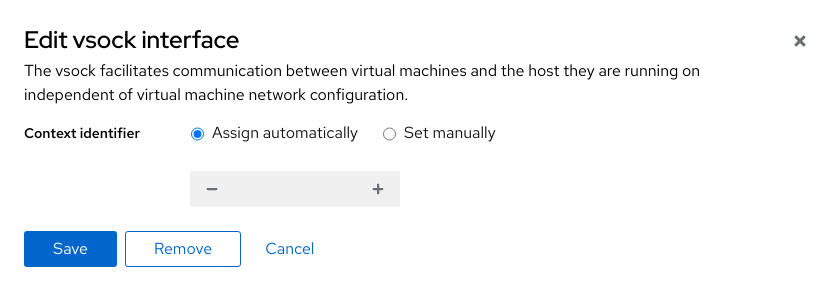 Edit vsock interface
The vsock facilitates communication between virtual machines and the host they are running on
independent of virtual machine network configuration.
Context identifier Assign automatically Set manually
− +
Save Remove Cancel